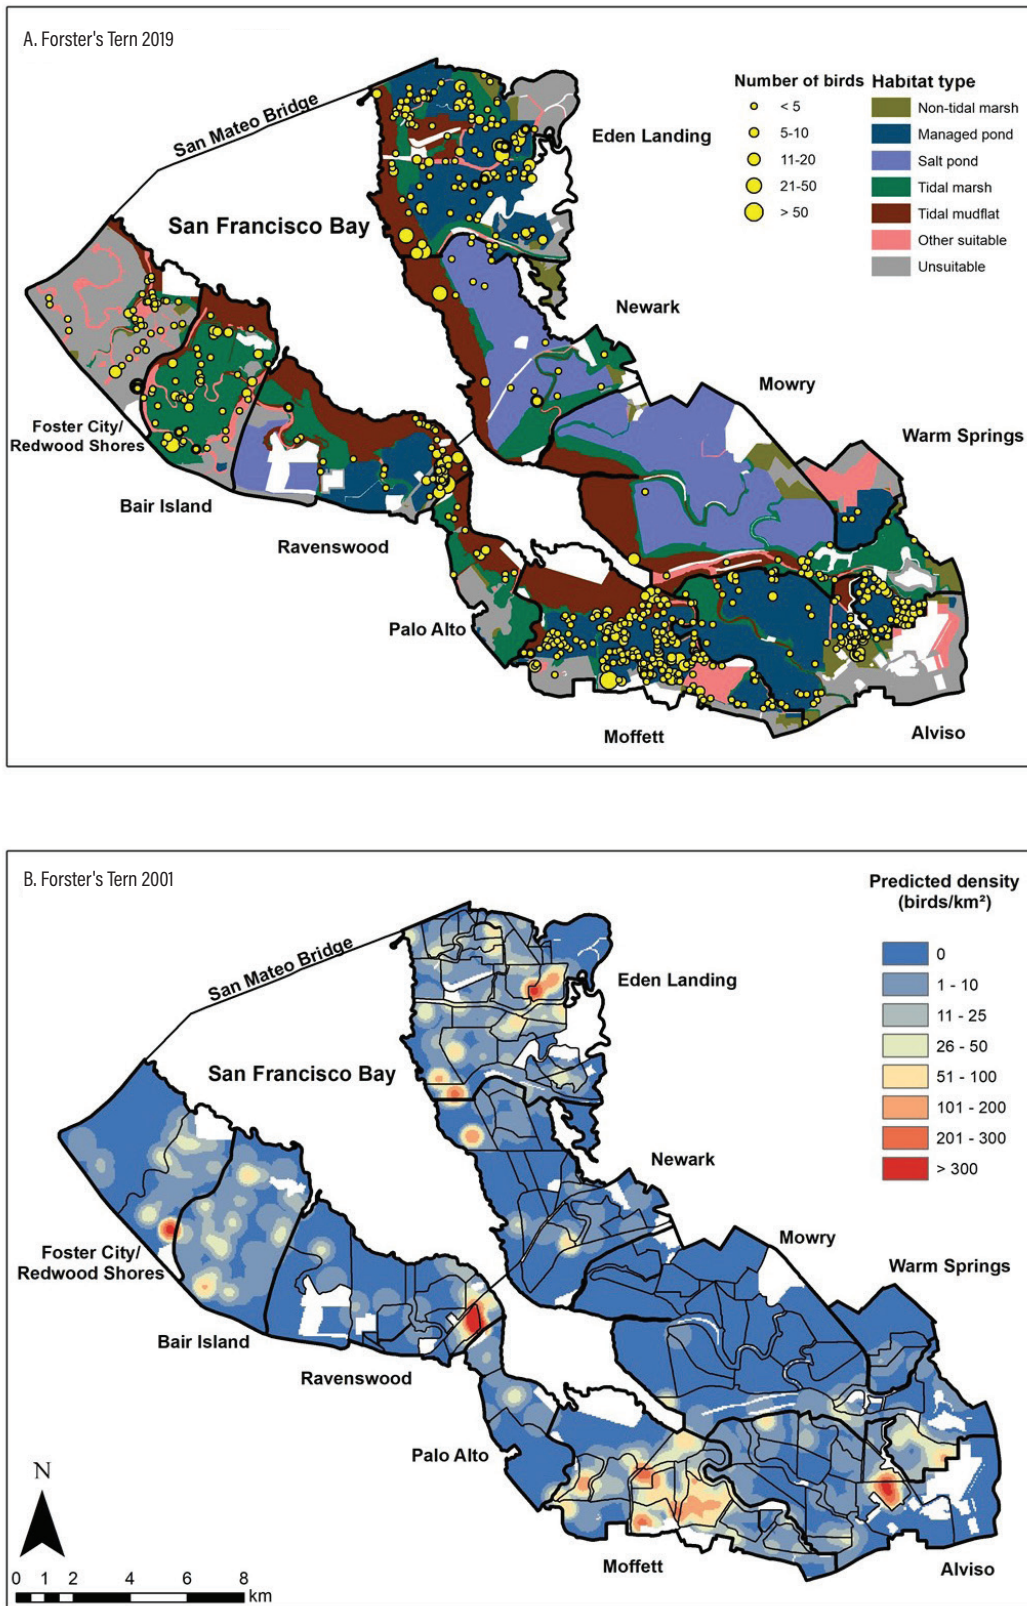 A. Forster's Tern 2019
San Mateo Bridge
San Francisco Bay
Number of birds
< 5
5-10
11-20
21-50
> 50
Habitat type
Non-tidal marsh
Managed pond
Salt pond
Tidal marsh
Tidal mudflat
Other suitable
Unsuitable
Eden Landing
Newark
Mowry
Warm Springs
Foster City/
Redwood Shores
Bair Island
Ravenswood
Palo Alto
Moffett
Alviso
B. Forster's Tern 2001
San Mateo Bridge
San Francisco Bay
Predicted density
(birds/km²)
0
1 - 10
11 - 25
26 - 50
51 - 100
101 - 200
201 - 300
> 300
Eden Landing
Newark
Mowry
Warm Springs
Foster City/
Redwood Shores
Bair Island
Ravenswood
Palo Alto
Moffett
Alviso
N
0 1 2 4 6 8
km